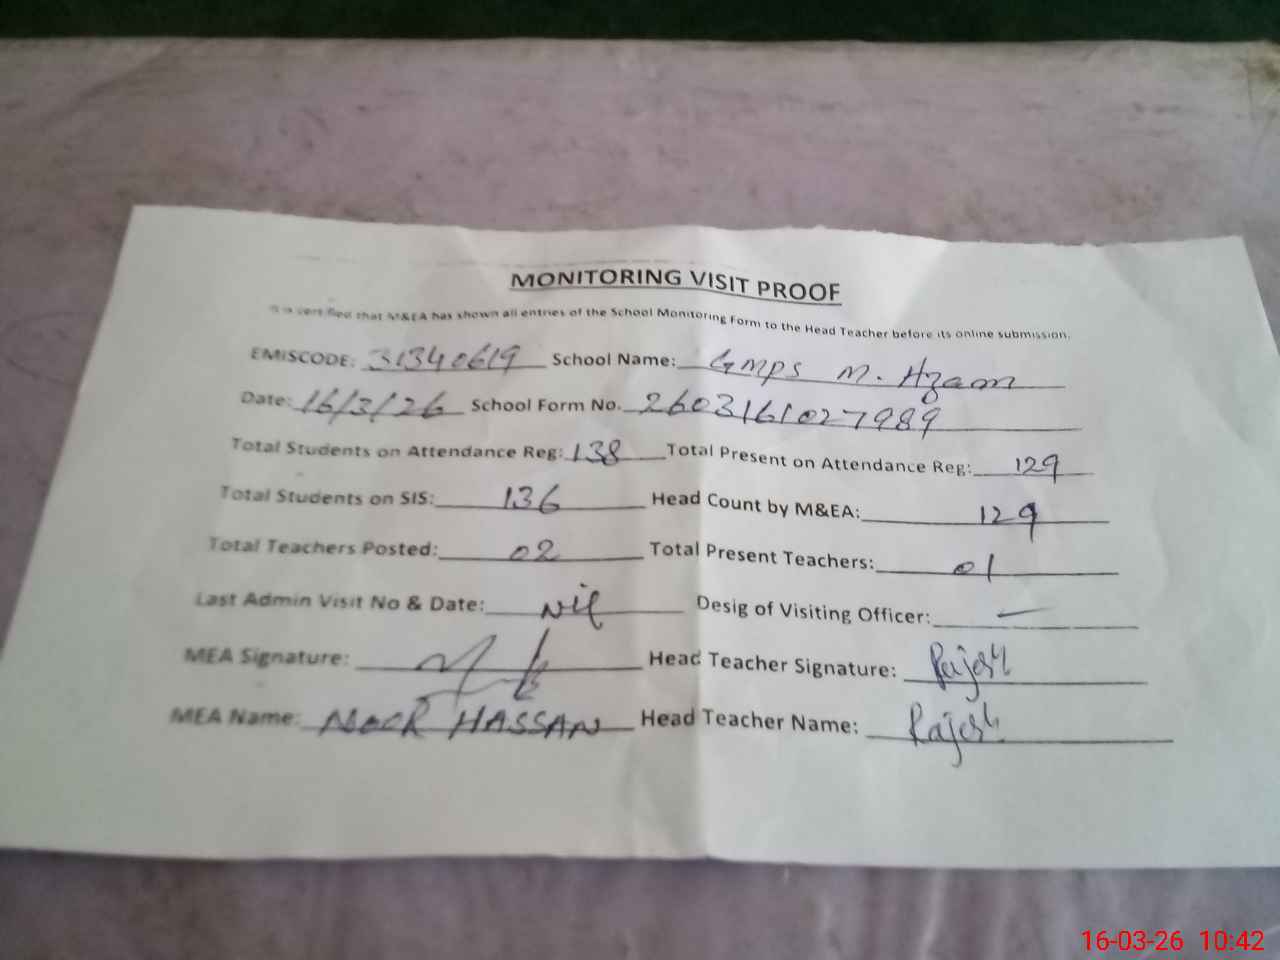 MONITORING VISIT PROOF
It is certified that M&EA has shown all entries of the School Monitoring Form to the Head Teacher before its online submission.
EMISCODE: 31340619 School Name: GMPS M. Azam
Date: 16/3/26 School Form No. 2603161027989
Total Students on Attendance Reg: 138 Total Present on Attendance Reg: 129
Total Students on SIS: 136 Head Count by M&EA: 129
Total Teachers Posted: 02 Total Present Teachers: 01
Last Admin Visit No & Date: Nil Desig of Visiting Officer: —
MEA Signature: Head Teacher Signature: Rajesh
MEA Name: NOOR HASSAN Head Teacher Name: Rajesh
16-03-26 10:42